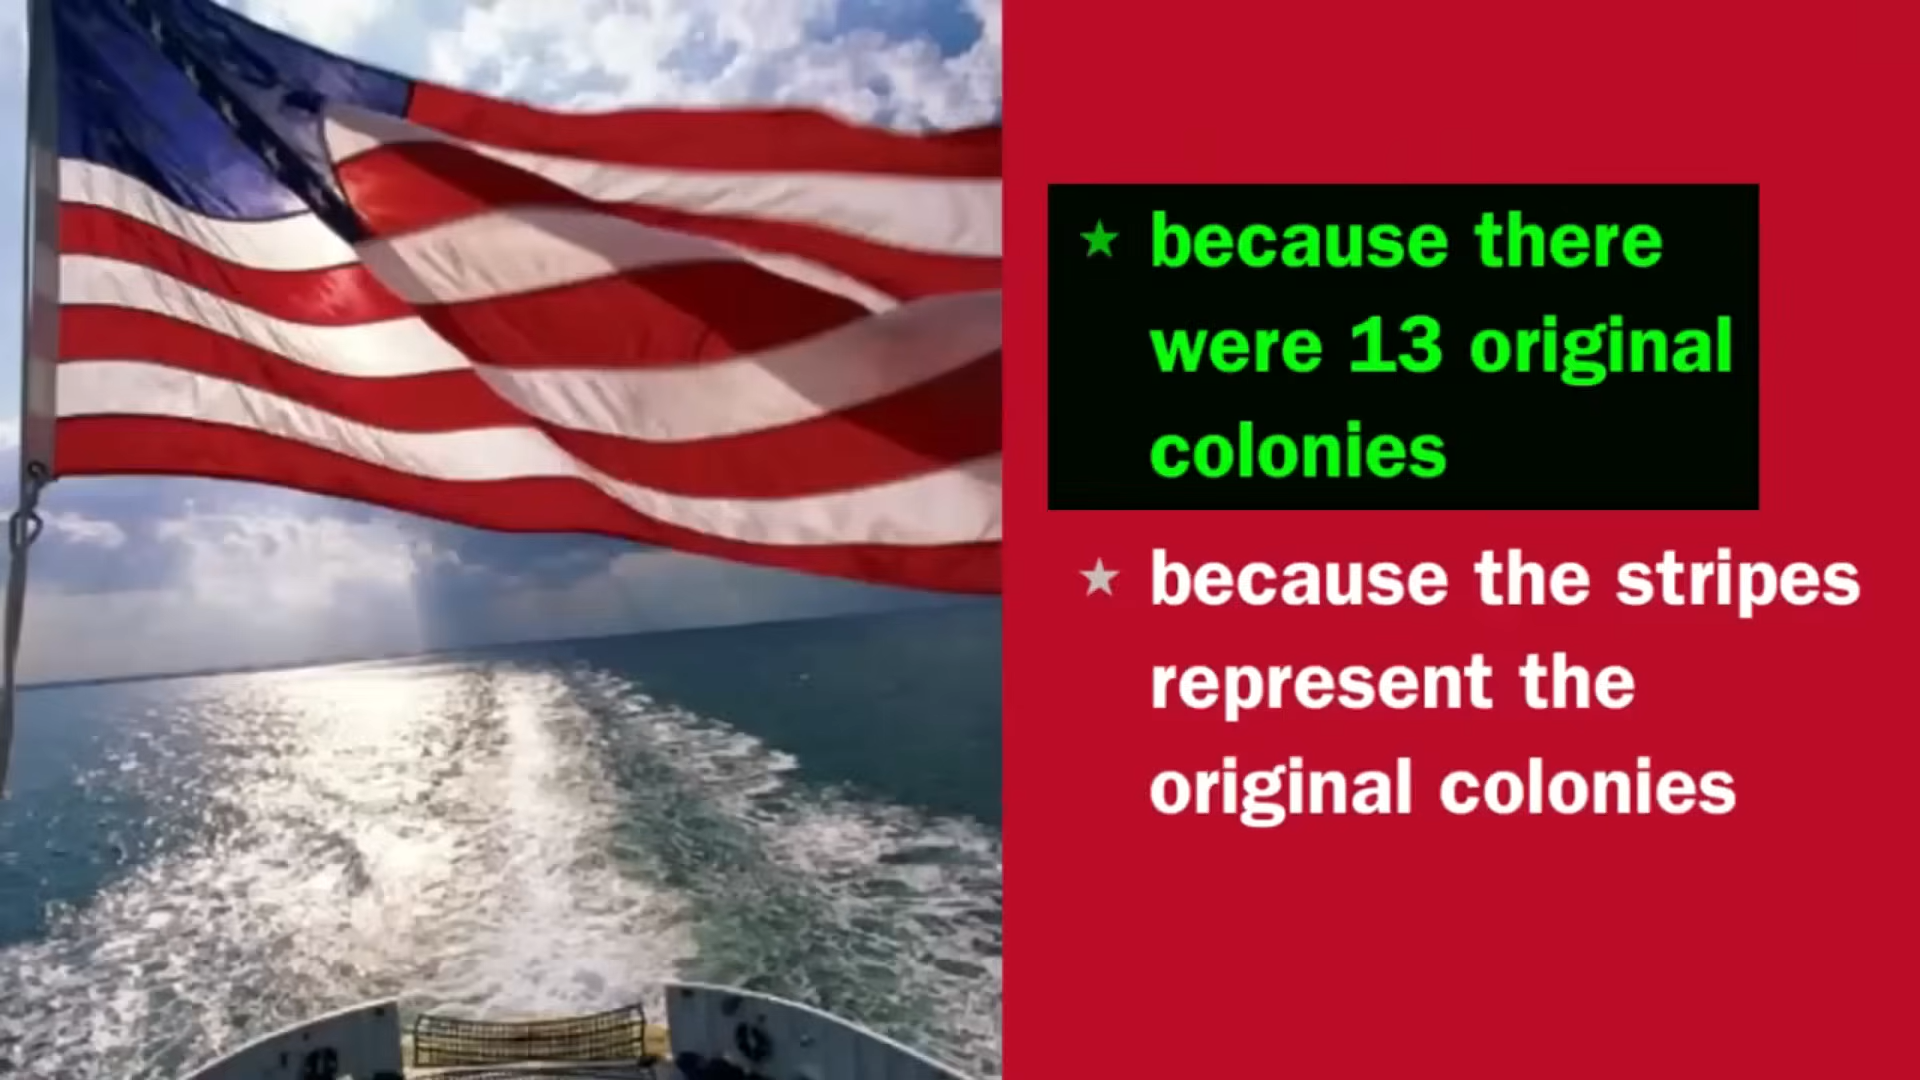 ★ because there
were 13 original
colonies
★ because the stripes
represent the
original colonies